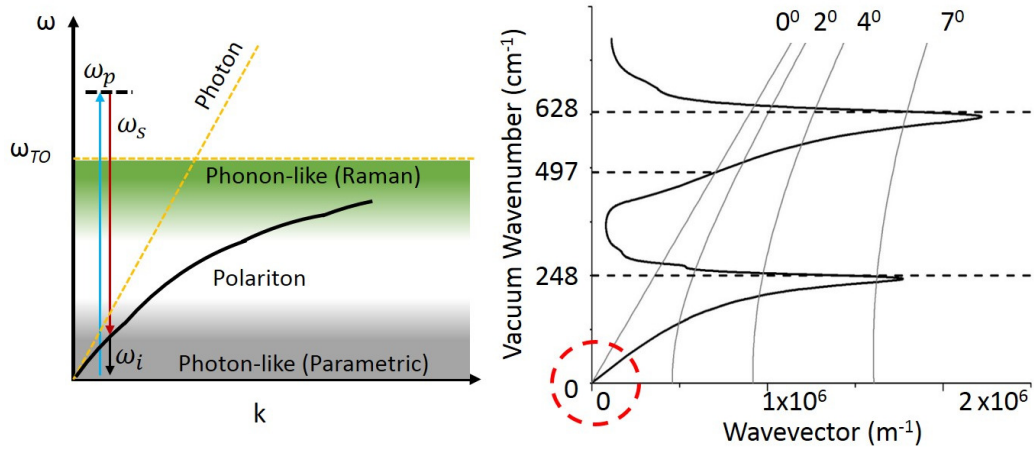 ω
ωp
ωs
Photon
ωTO
Phonon-like (Raman)
Polariton
ωi
Photon-like (Parametric)
k
0⁰ 2⁰ 4⁰ 7⁰
Vacuum Wavenumber (cm⁻¹)
628
497
248
0
0 1x10⁶ 2 x10⁶
Wavevector (m⁻¹)